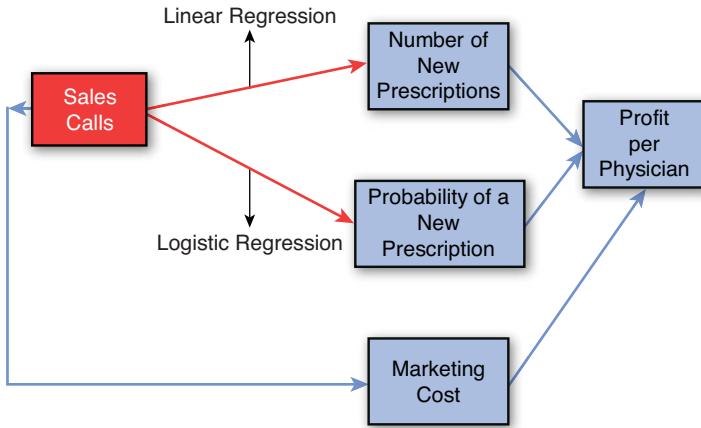 Linear Regression
Number of
New
Prescriptions
Sales
Calls
Profit
per
Physician
Probability of a
New
Prescription
Logistic Regression
Marketing
Cost